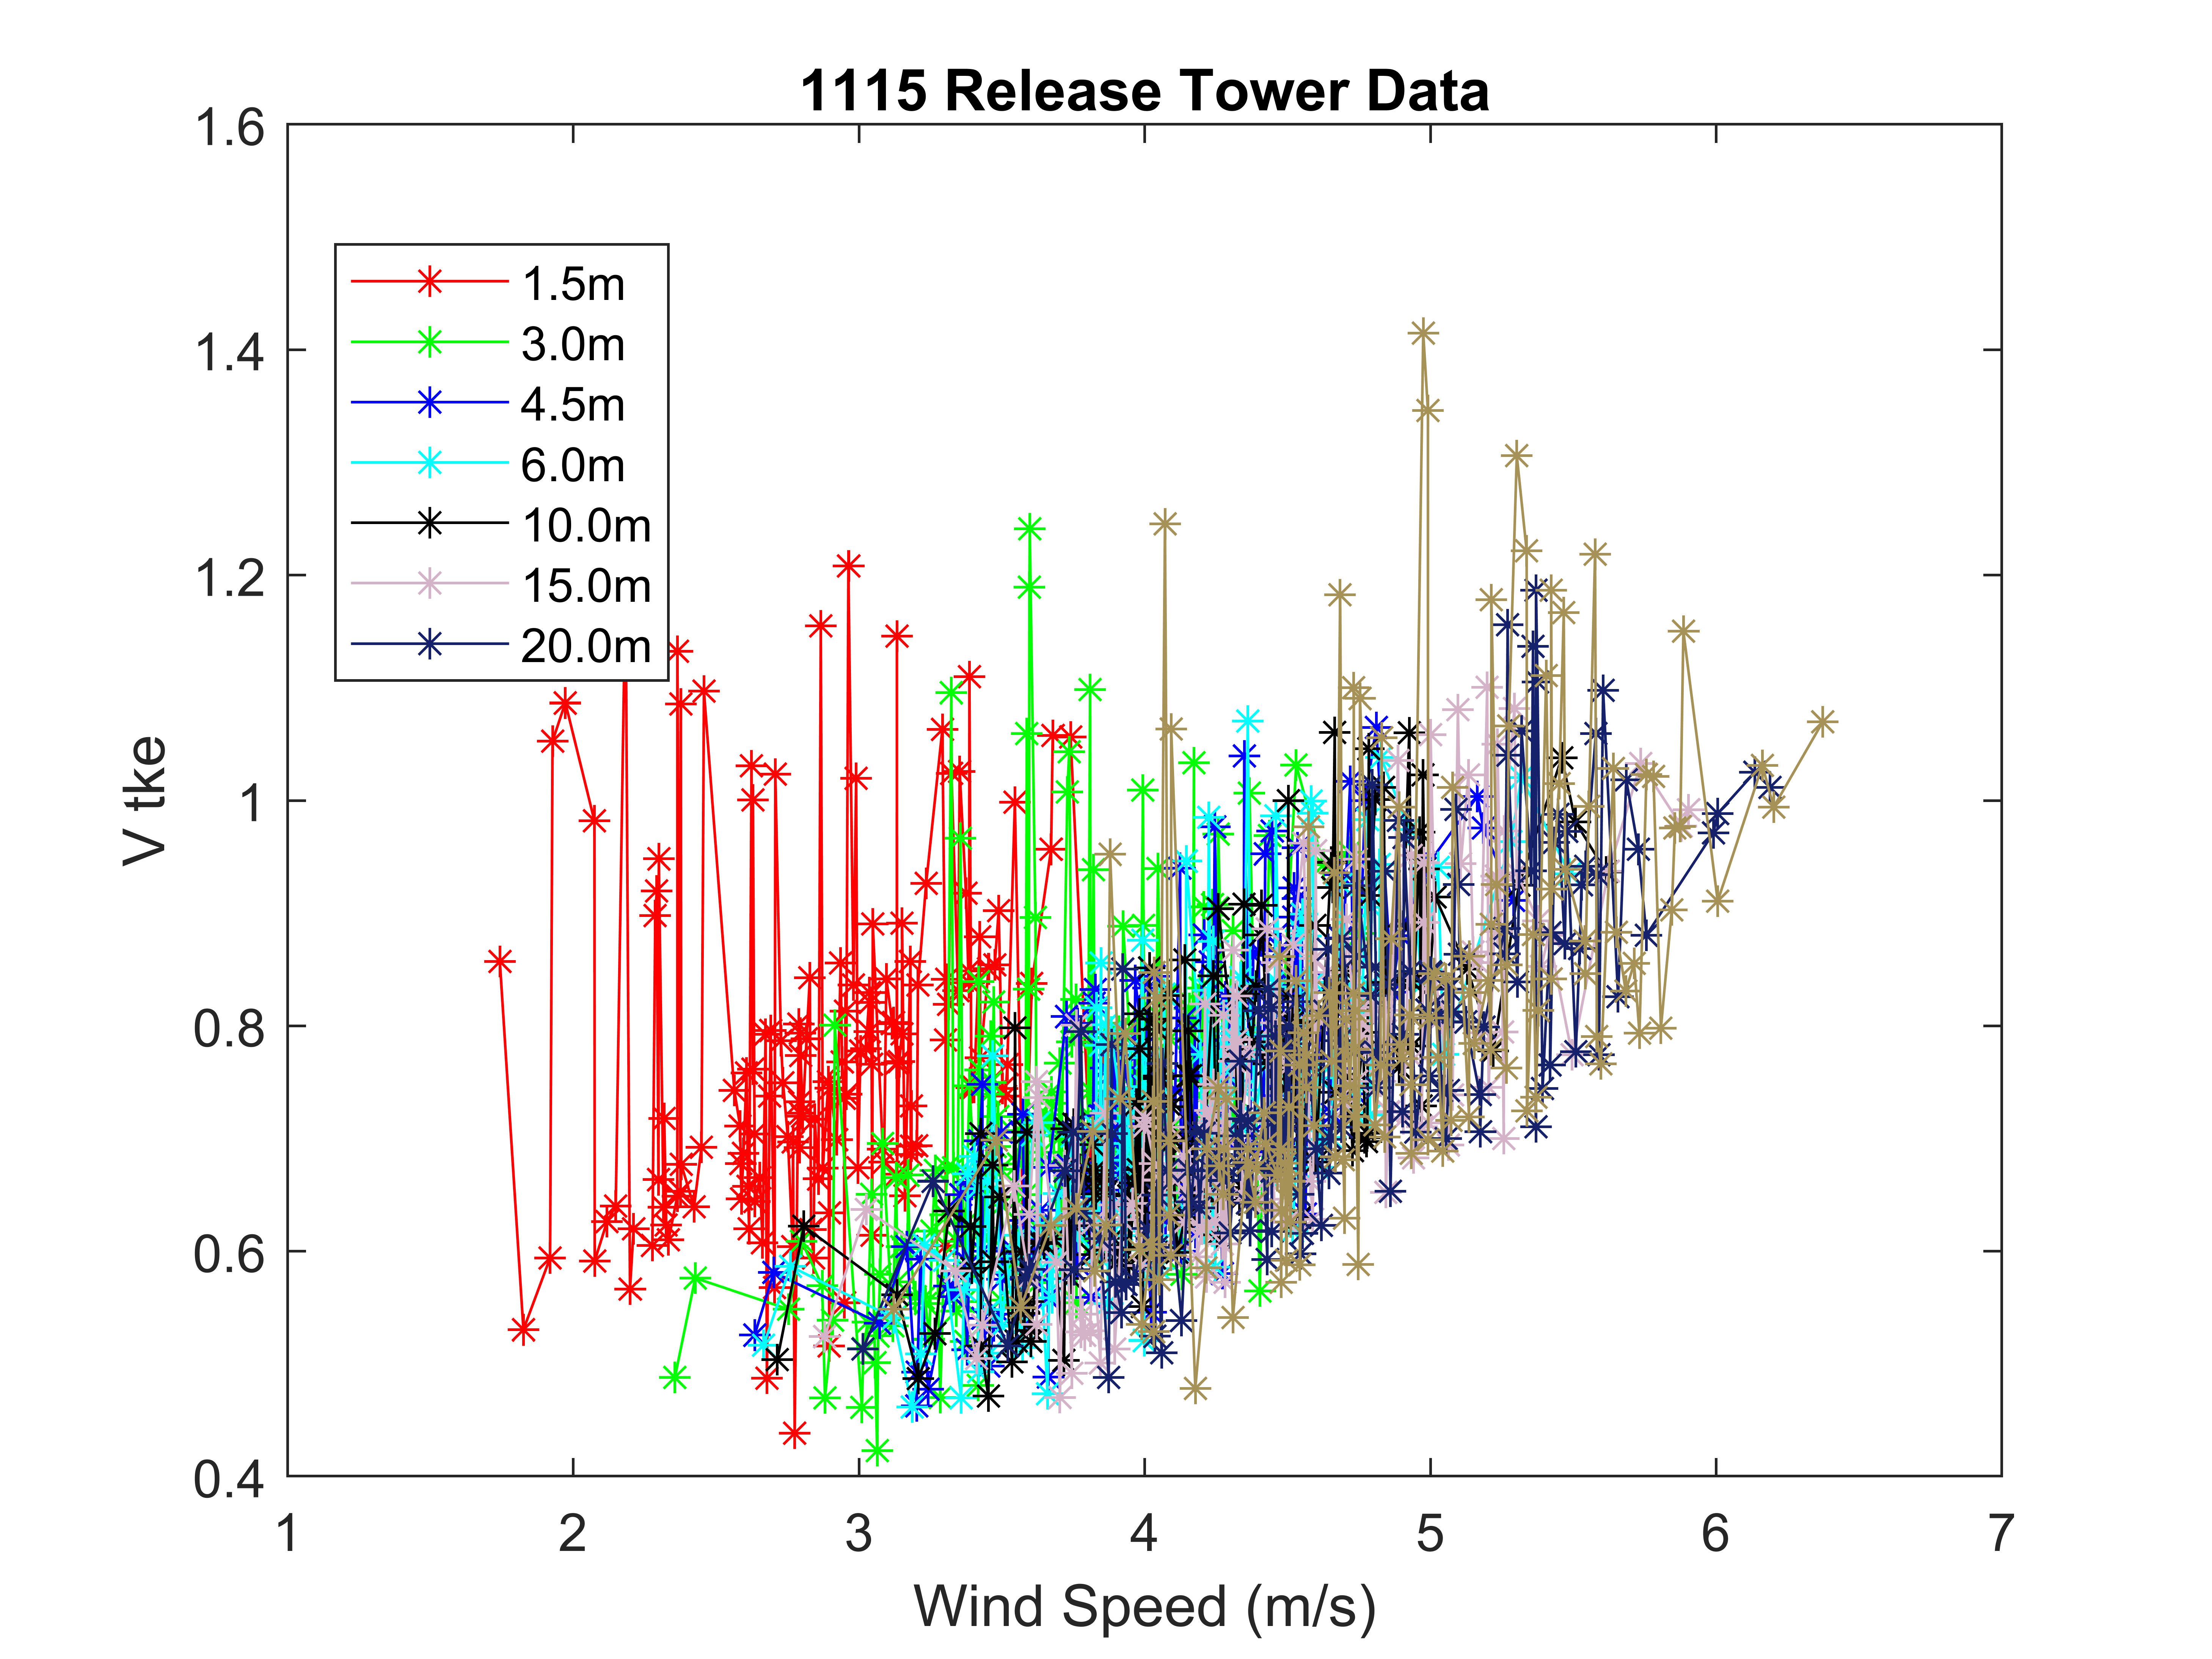 1115 Release Tower Data
1.6
1.4
1.2
1
0.8
0.6
0.4
V tke
1.5m
3.0m
4.5m
6.0m
10.0m
15.0m
20.0m
1 2 3 4 5 6 7
Wind Speed (m/s)